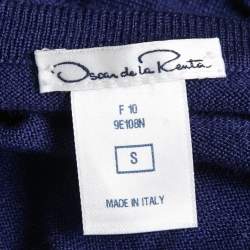 Oscar de la Renta
F 10
9E108N
S
MADE IN ITALY